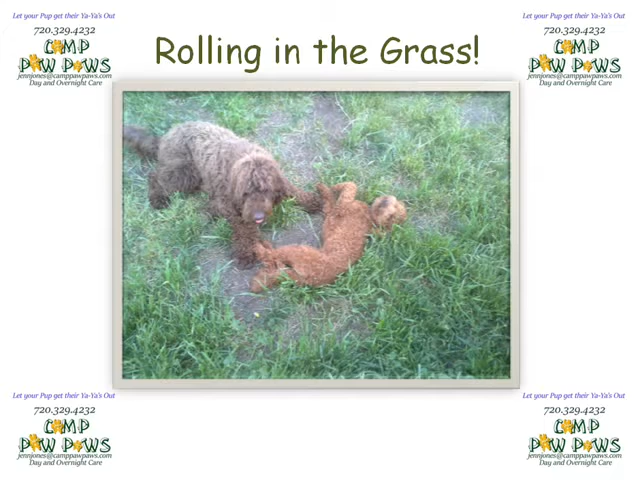 Let your Pup get their Ya-Ya's Out
720.329.4232
CAMP
PAW PAWS
jennjones@camppawpaws.com
Day and Overnight Care
Rolling in the Grass!
Let your Pup get their Ya-Ya's Out
720.329.4232
CAMP
PAW PAWS
jennjones@camppawpaws.com
Day and Overnight Care
Let your Pup get their Ya-Ya's Out
720.329.4232
CAMP
PAW PAWS
jennjones@camppawpaws.com
Day and Overnight Care
Let your Pup get their Ya-Ya's Out
720.329.4232
CAMP
PAW PAWS
jennjones@camppawpaws.com
Day and Overnight Care